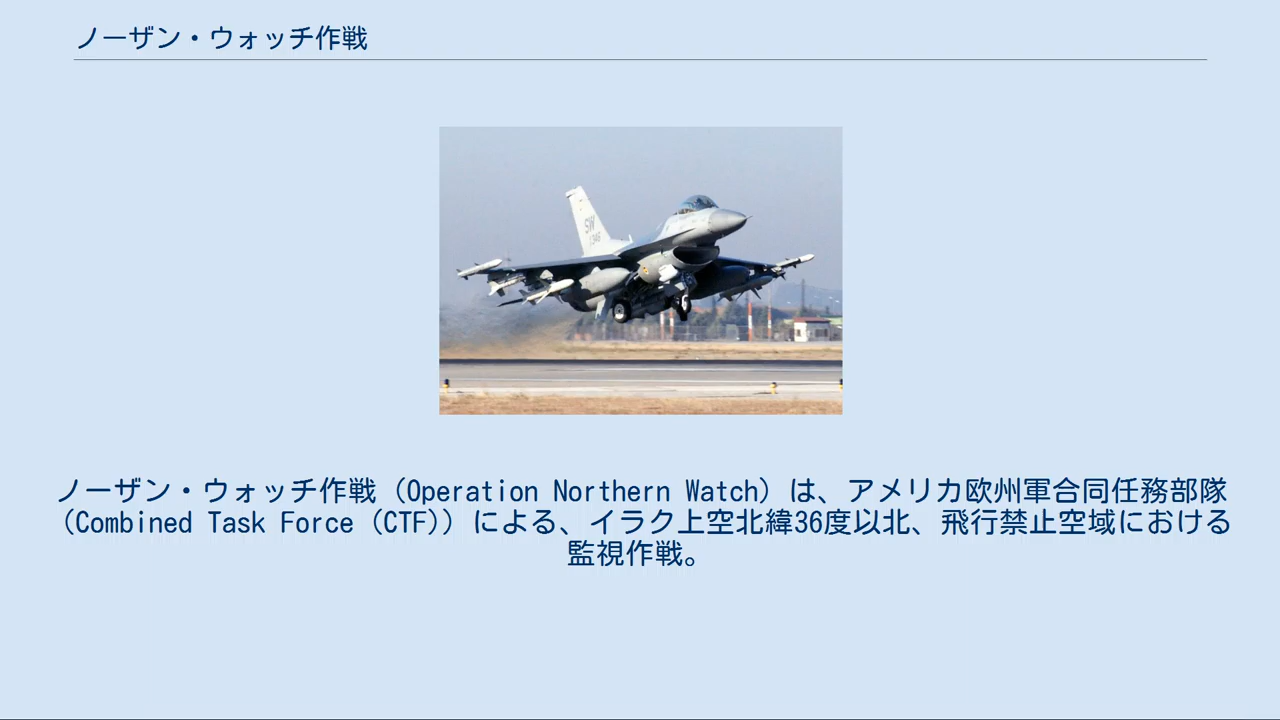 ノーザン・ウォッチ作戦
SW
ノーザン・ウォッチ作戦（Operation Northern Watch）は、アメリカ欧州軍合同任務部隊
（Combined Task Force（CTF））による、イラク上空北緯36度以北、飛行禁止空域における
監視作戦。